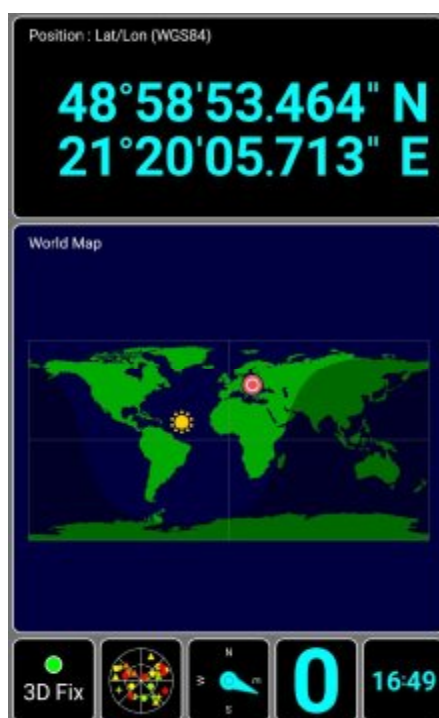 Position : Lat/Lon (WGS84)
48°58'53.464" N
21°20'05.713" E
World Map
3D Fix
N
W
E
S
0
16:49